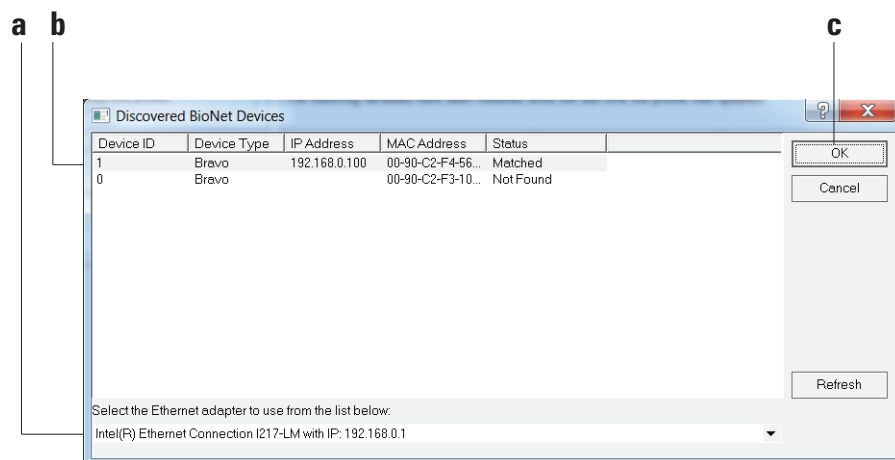 a b c
Discovered BioNet Devices
Device ID Device Type IP Address MAC Address Status
1 Bravo 192.168.0.100 00-90-C2-F4-56... Matched
0 Bravo 00-90-C2-F3-10... Not Found
OK
Cancel
Refresh
Select the Ethernet adapter to use from the list below:
Intel(R) Ethernet Connection I217-LM with IP: 192.168.0.1